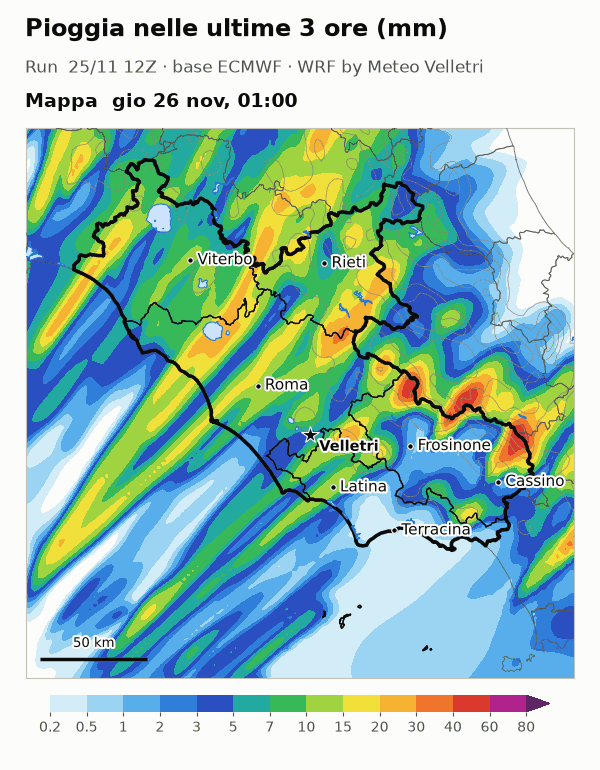 Pioggia nelle ultime 3 ore (mm)
Run  25/11 12Z · base ECMWF · WRF by Meteo Velletri
Mappa  gio 26 nov, 01:00
Viterbo
Rieti
Roma
Velletri
Frosinone
Cassino
Latina
Terracina
50 km
0.2 0.5 1 2 3 5 7 10 15 20 30 40 60 80